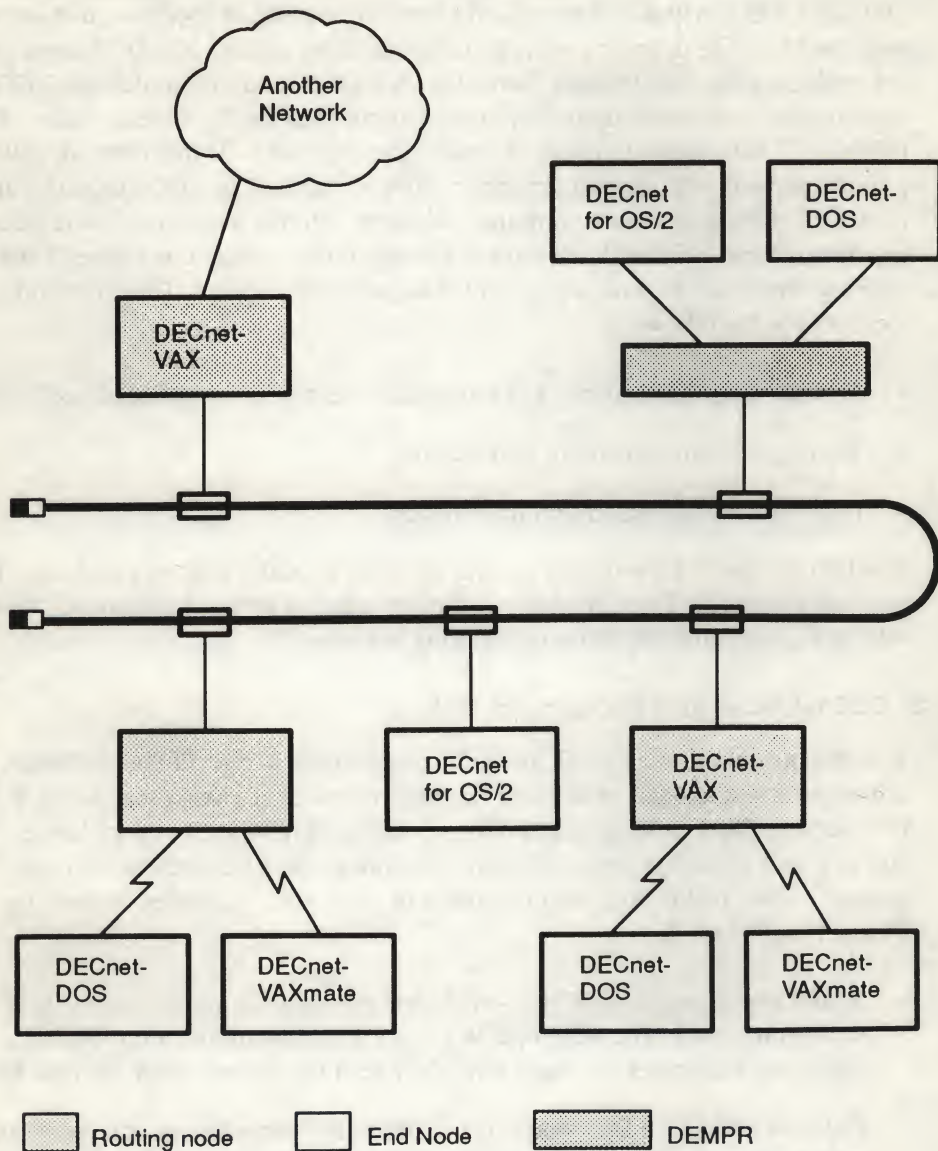 Another
Network
DECnet
for OS/2
DECnet-
DOS
DECnet-
VAX
DECnet
for OS/2
DECnet-
VAX
DECnet-
DOS
DECnet-
VAXmate
DECnet-
DOS
DECnet-
VAXmate
Routing node
End Node
DEMPR